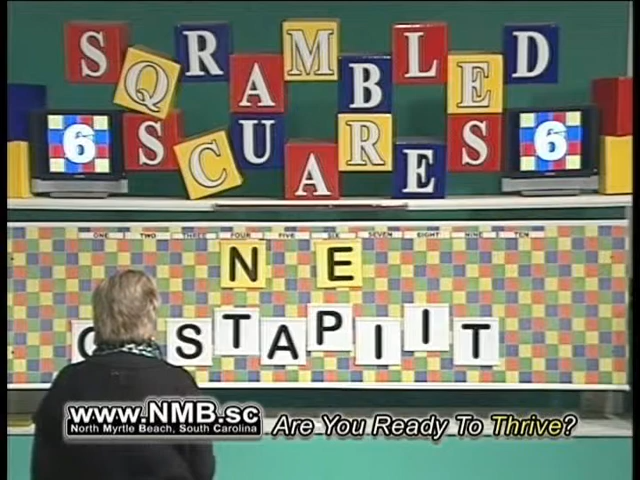 SQRAMBLED
6 SCUARES 6
ONE TWO THREE FOUR FIVE SIX SEVEN EIGHT NINE TEN
N E
S T A P I I T
www.NMB.sc
North Myrtle Beach, South Carolina
Are You Ready To Thrive?